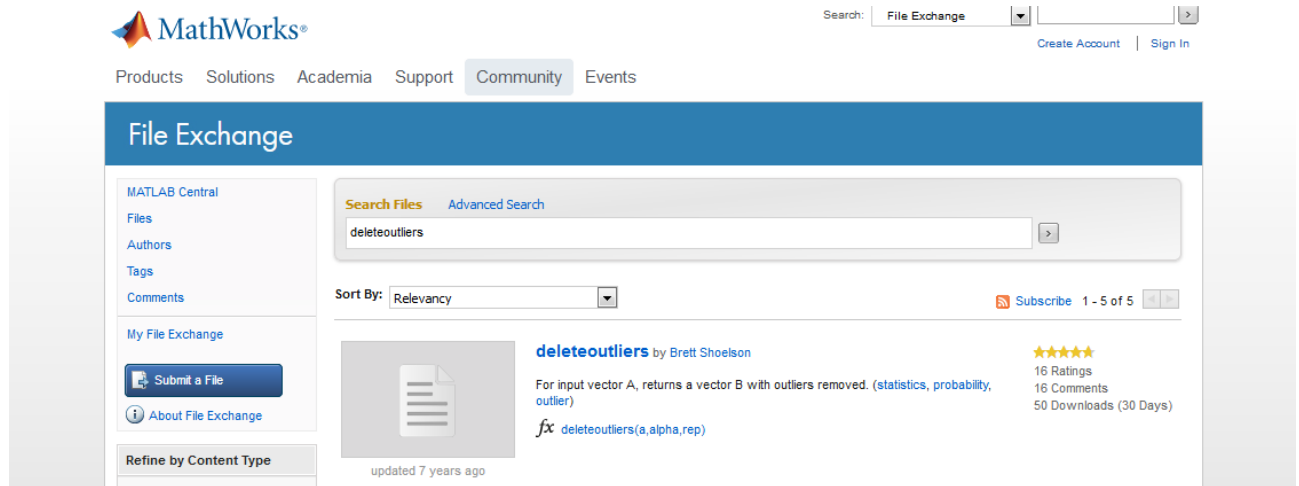 MathWorks®
Search: File Exchange
Create Account | Sign In
Products Solutions Academia Support Community Events
File Exchange
MATLAB Central
Files
Authors
Tags
Comments
My File Exchange
Submit a File
About File Exchange
Refine by Content Type
Search Files Advanced Search
deleteoutliers
Sort By: Relevancy
Subscribe 1 - 5 of 5
deleteoutliers by Brett Shoelson
For input vector A, returns a vector B with outliers removed. (statistics, probability,
outlier)
fx deleteoutliers(a,alpha,rep)
updated 7 years ago
16 Ratings
16 Comments
50 Downloads (30 Days)